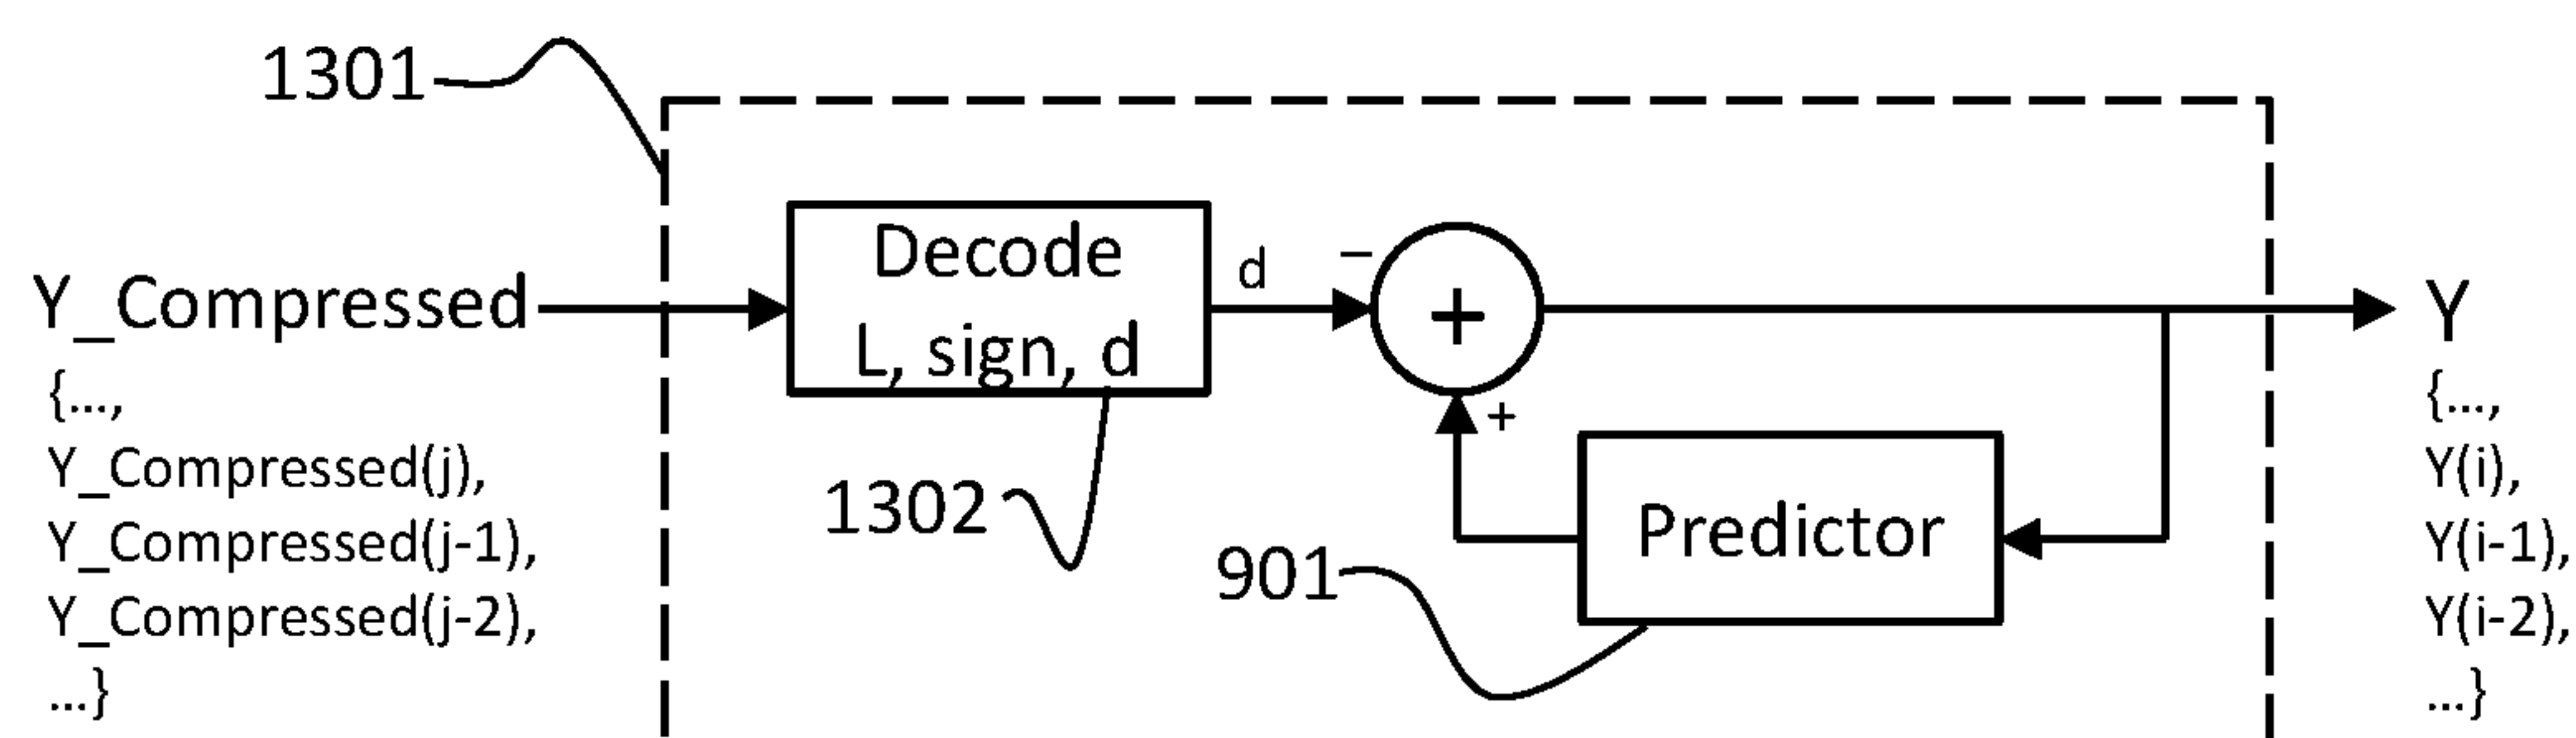 1301
Y_Compressed
{...,
Y_Compressed(j),
Y_Compressed(j-1),
Y_Compressed(j-2),
...}
Decode
L, sign, d
1302
d
–
+
+
Predictor
901
Y
{...,
Y(i),
Y(i-1),
Y(i-2),
...}